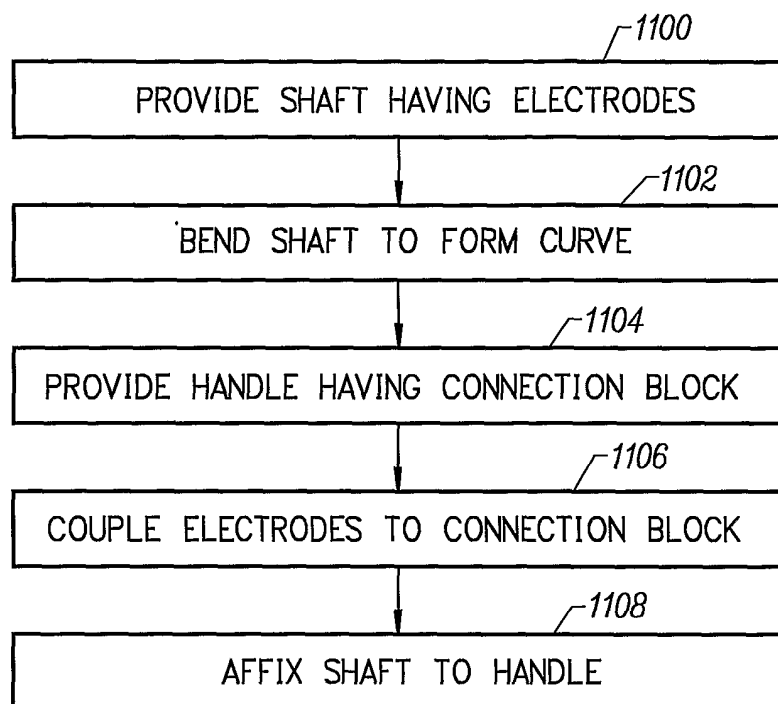 1100
PROVIDE SHAFT HAVING ELECTRODES
1102
BEND SHAFT TO FORM CURVE
1104
PROVIDE HANDLE HAVING CONNECTION BLOCK
1106
COUPLE ELECTRODES TO CONNECTION BLOCK
1108
AFFIX SHAFT TO HANDLE